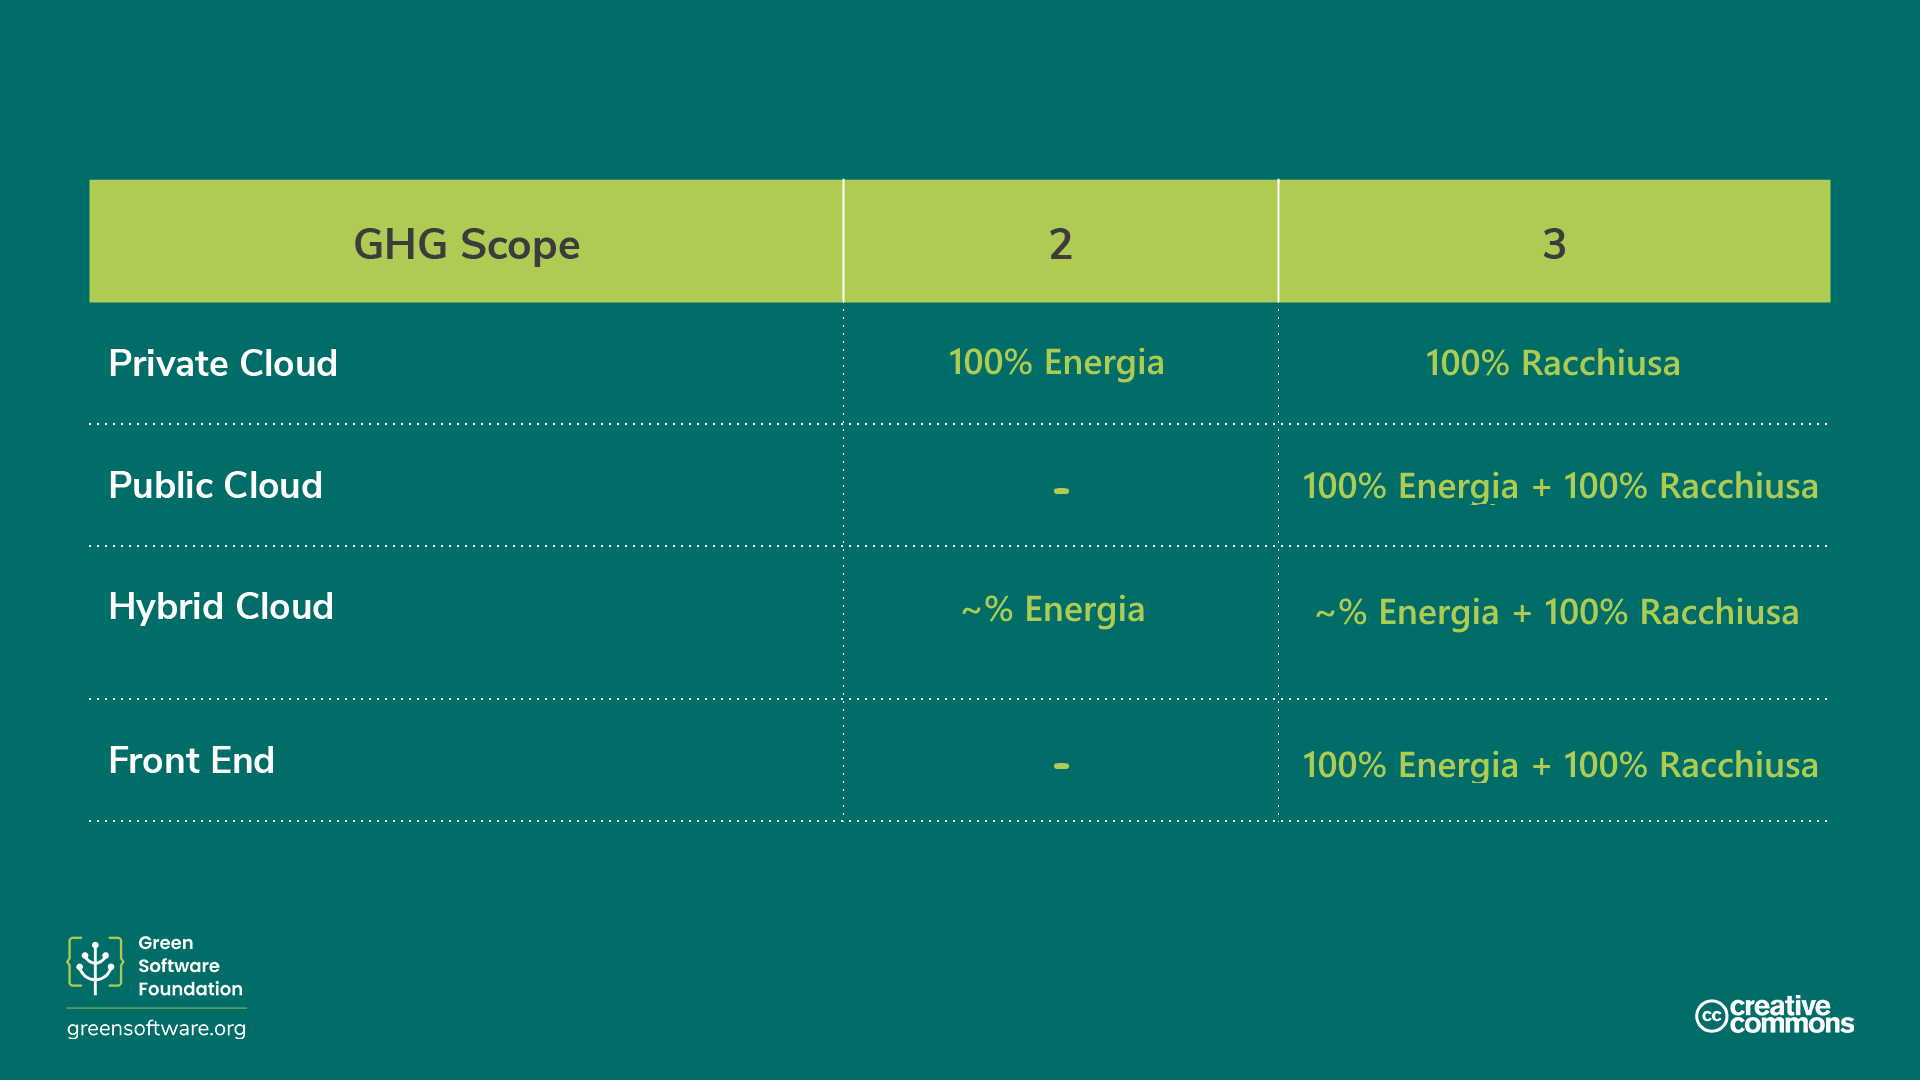 GHG Scope 2 3
Private Cloud 100% Energia 100% Racchiusa
Public Cloud - 100% Energia + 100% Racchiusa
Hybrid Cloud ~% Energia ~% Energia + 100% Racchiusa
Front End - 100% Energia + 100% Racchiusa
Green
Software
Foundation
greensoftware.org
cc creative
commons